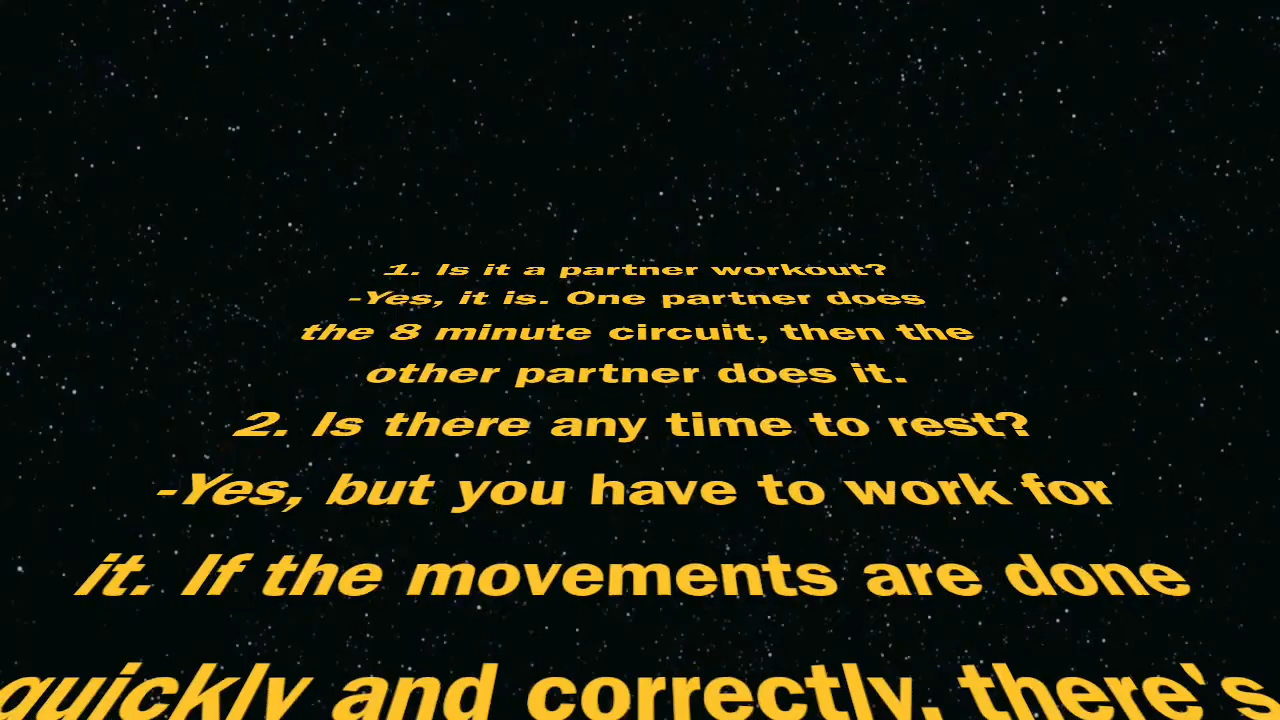 1. Is it a partner workout?
-Yes, it is. One partner does
the 8 minute circuit, then the
other partner does it.
2. Is there any time to rest?
-Yes, but you have to work for
it. If the movements are done
quickly and correctly, there's